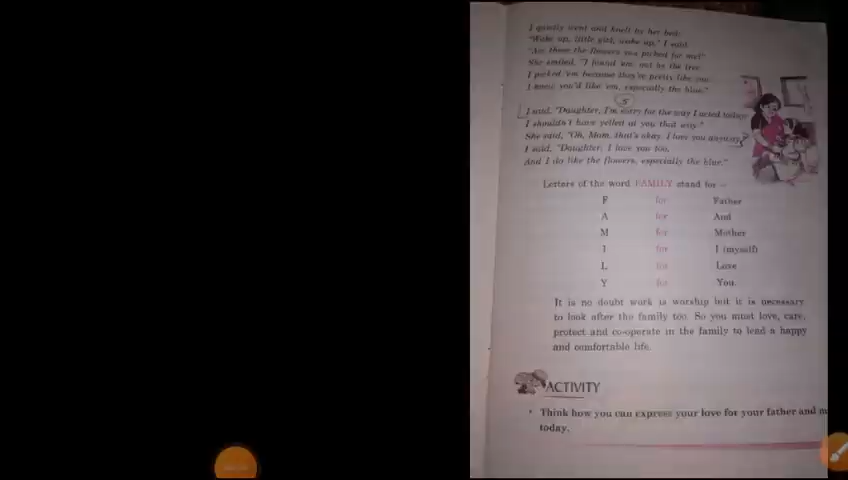 I quietly went and knelt by her bed;
"Wake up, little girl, wake up," I said.
"Are these the flowers you picked for me?"
She smiled, "I found 'em, out by the tree.
I picked 'em because they're pretty like you.
I knew you'd like 'em, especially the blue."
5
I said, "Daughter, I'm sorry for the way I acted today;
I shouldn't have yelled at you that way."
She said, "Oh, Mom, that's okay. I love you anyway."
I said, "Daughter, I love you too,
And I do like the flowers, especially the blue."
Letters of the word FAMILY stand for –
F for Father
A for And
M for Mother
I for I (myself)
L for Love
Y for You.
It is no doubt work is worship but it is necessary
to look after the family too. So you must love, care,
protect and co-operate in the family to lead a happy
and comfortable life.
ACTIVITY
• Think how you can express your love for your father and m
today.